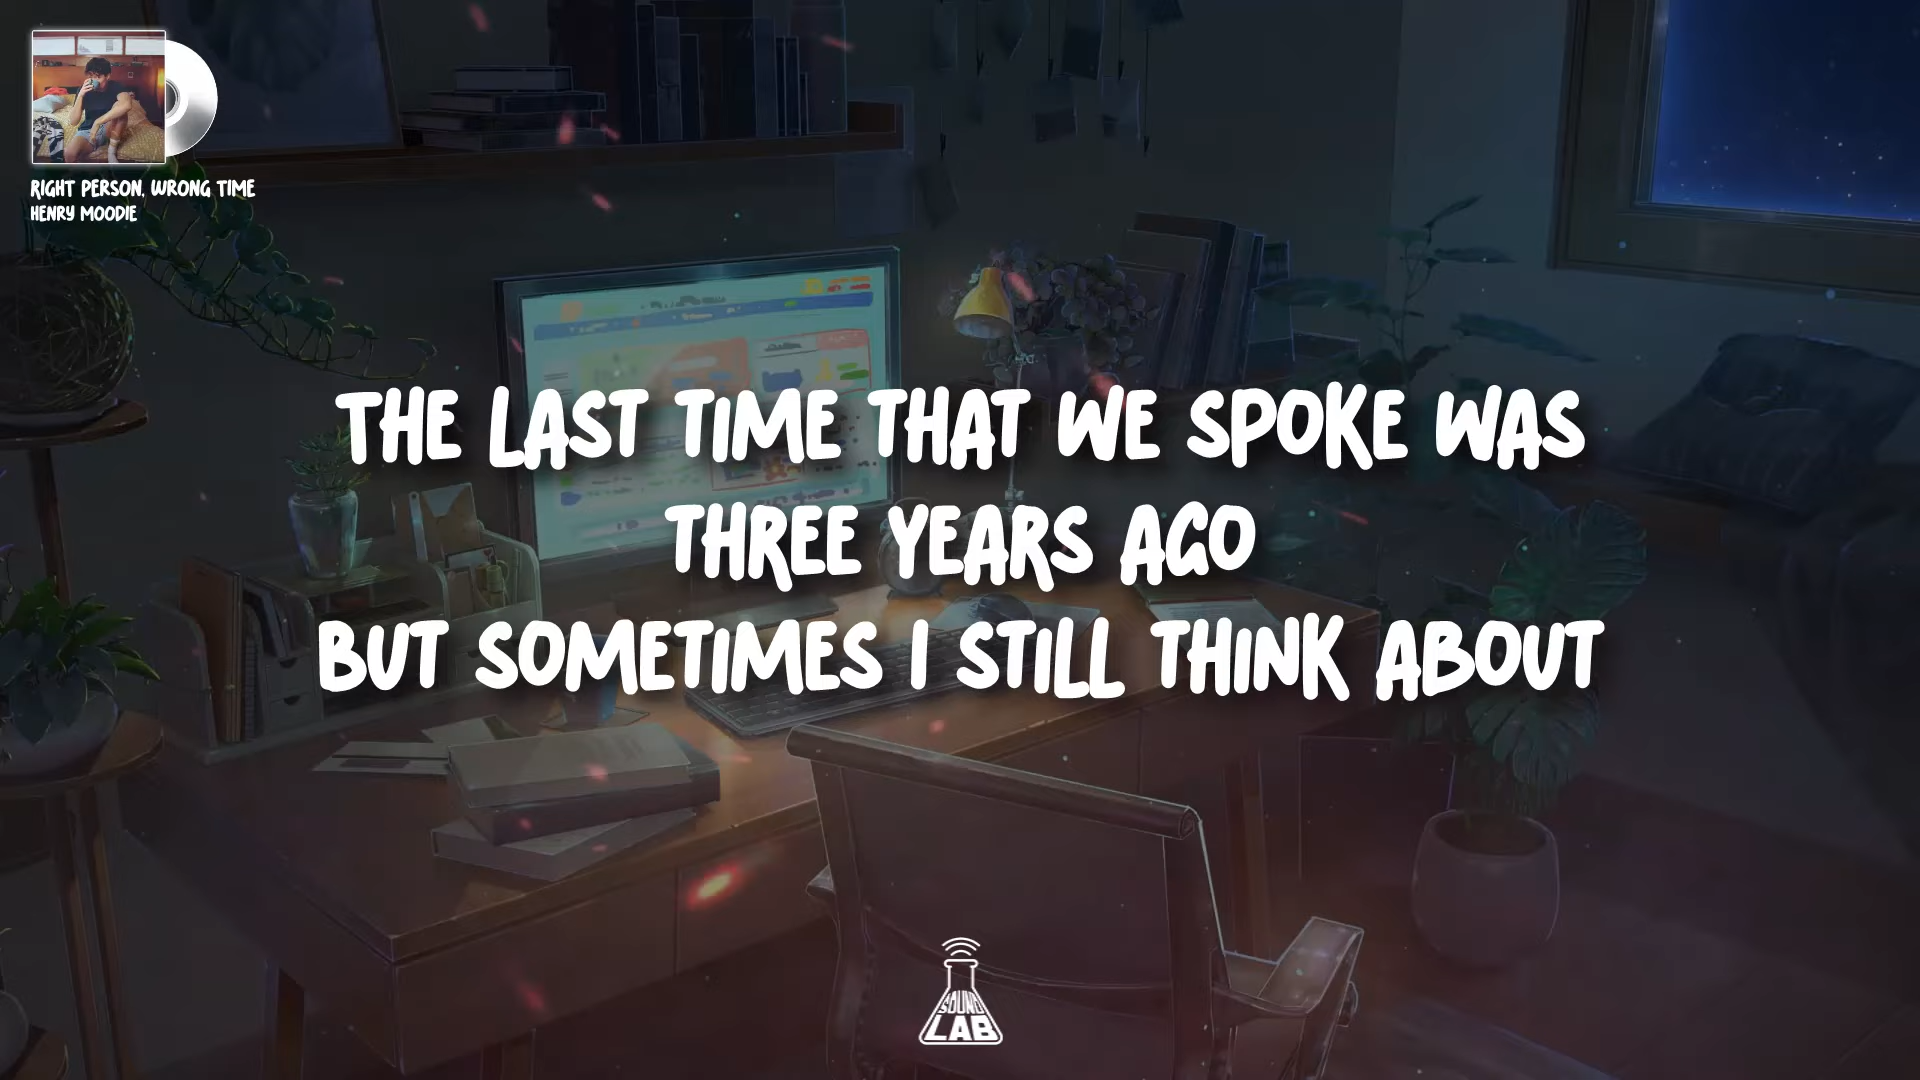 RIGHT PERSON, WRONG TIME
HENRY MOODIE
THE LAST TIME THAT WE SPOKE WAS
THREE YEARS AGO
BUT SOMETIMES I STILL THINK ABOUT
SOUND
LAB